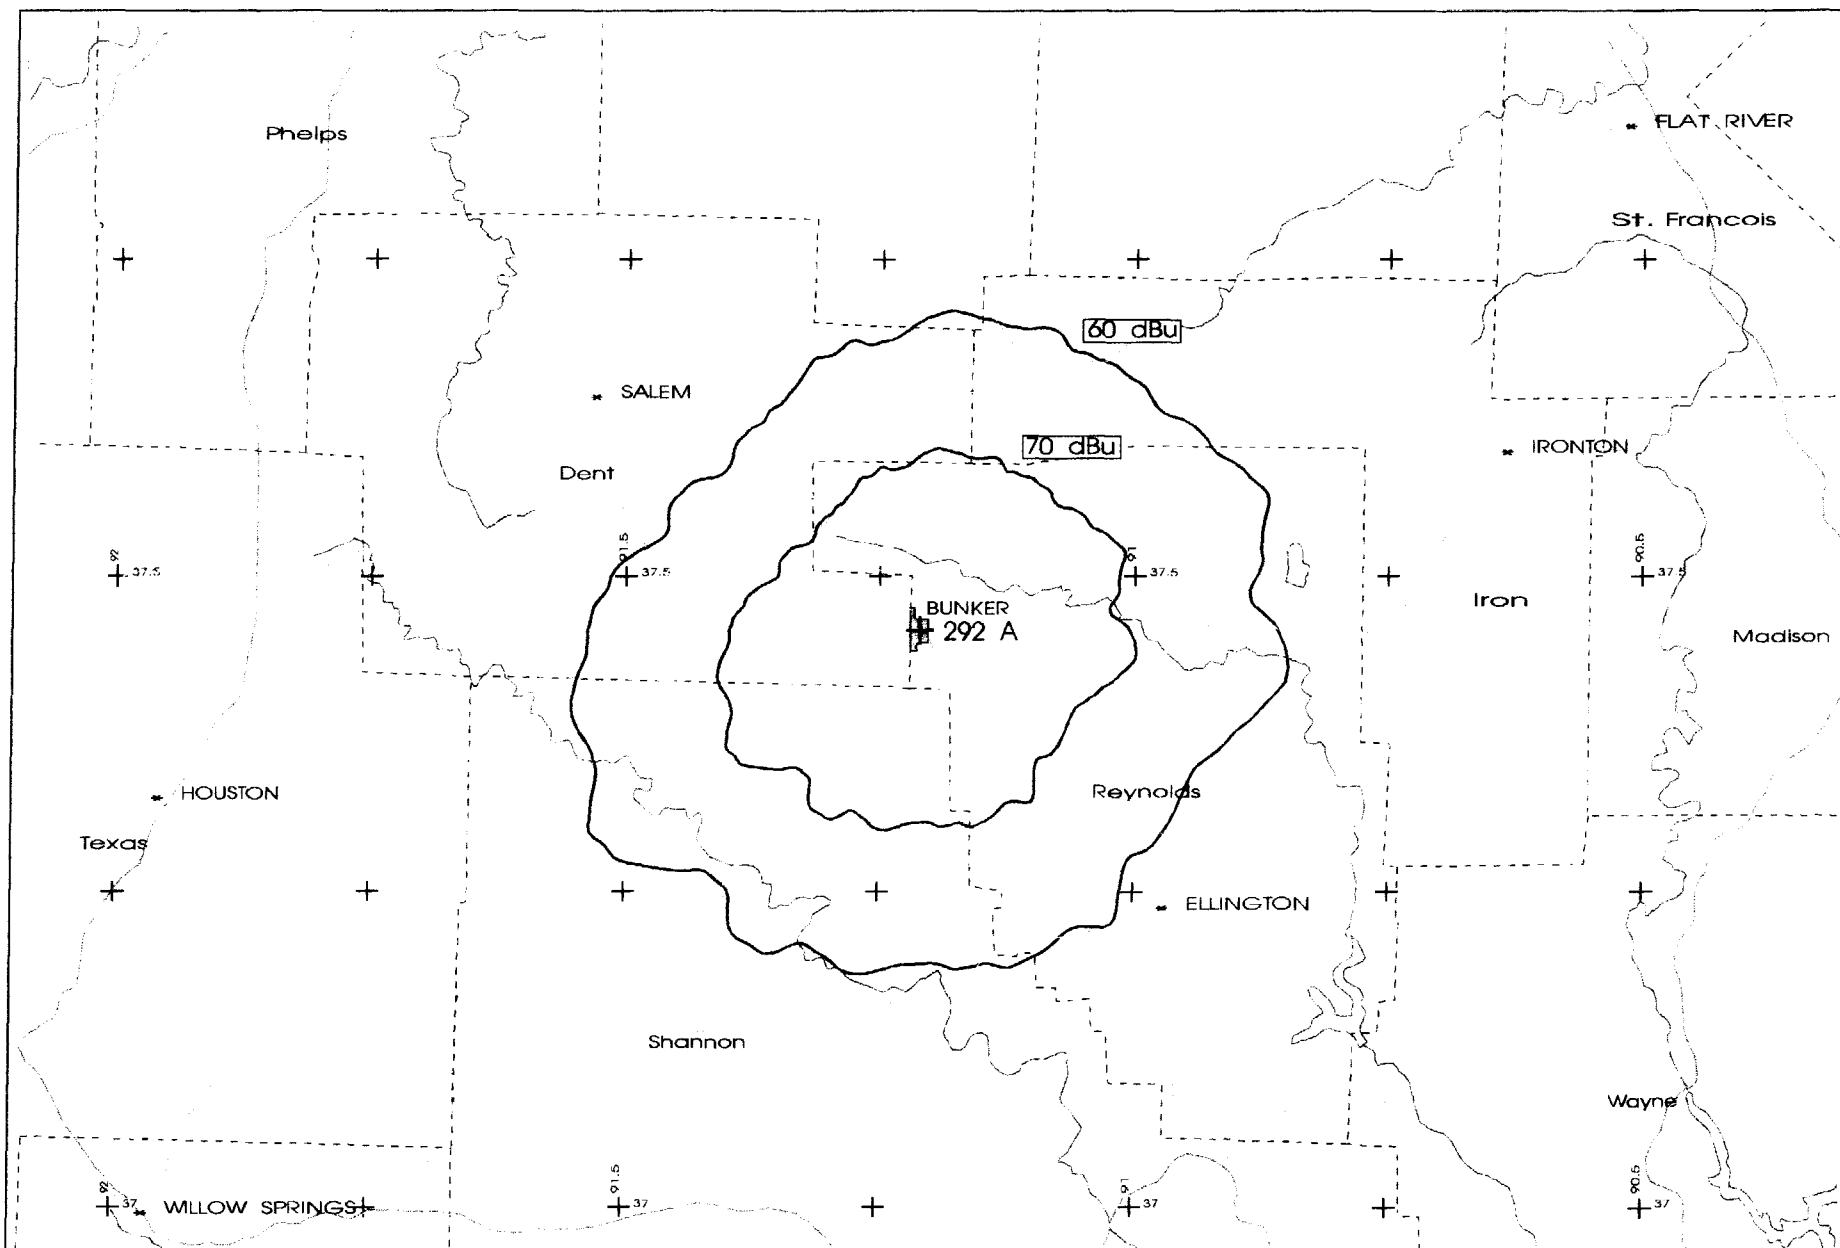 Phelps
FLAT RIVER
St. Francois
60 dBu
SALEM
70 dBu
IRONTON
Dent
92
37.5
91.5
37.5
91
37.5
90.5
37.5
BUNKER
292 A
Iron
Madison
HOUSTON
Reynolds
Texas
ELLINGTON
Shannon
Wayne
92
37
WILLOW SPRINGS
91.5
37
91
37
90.5
37